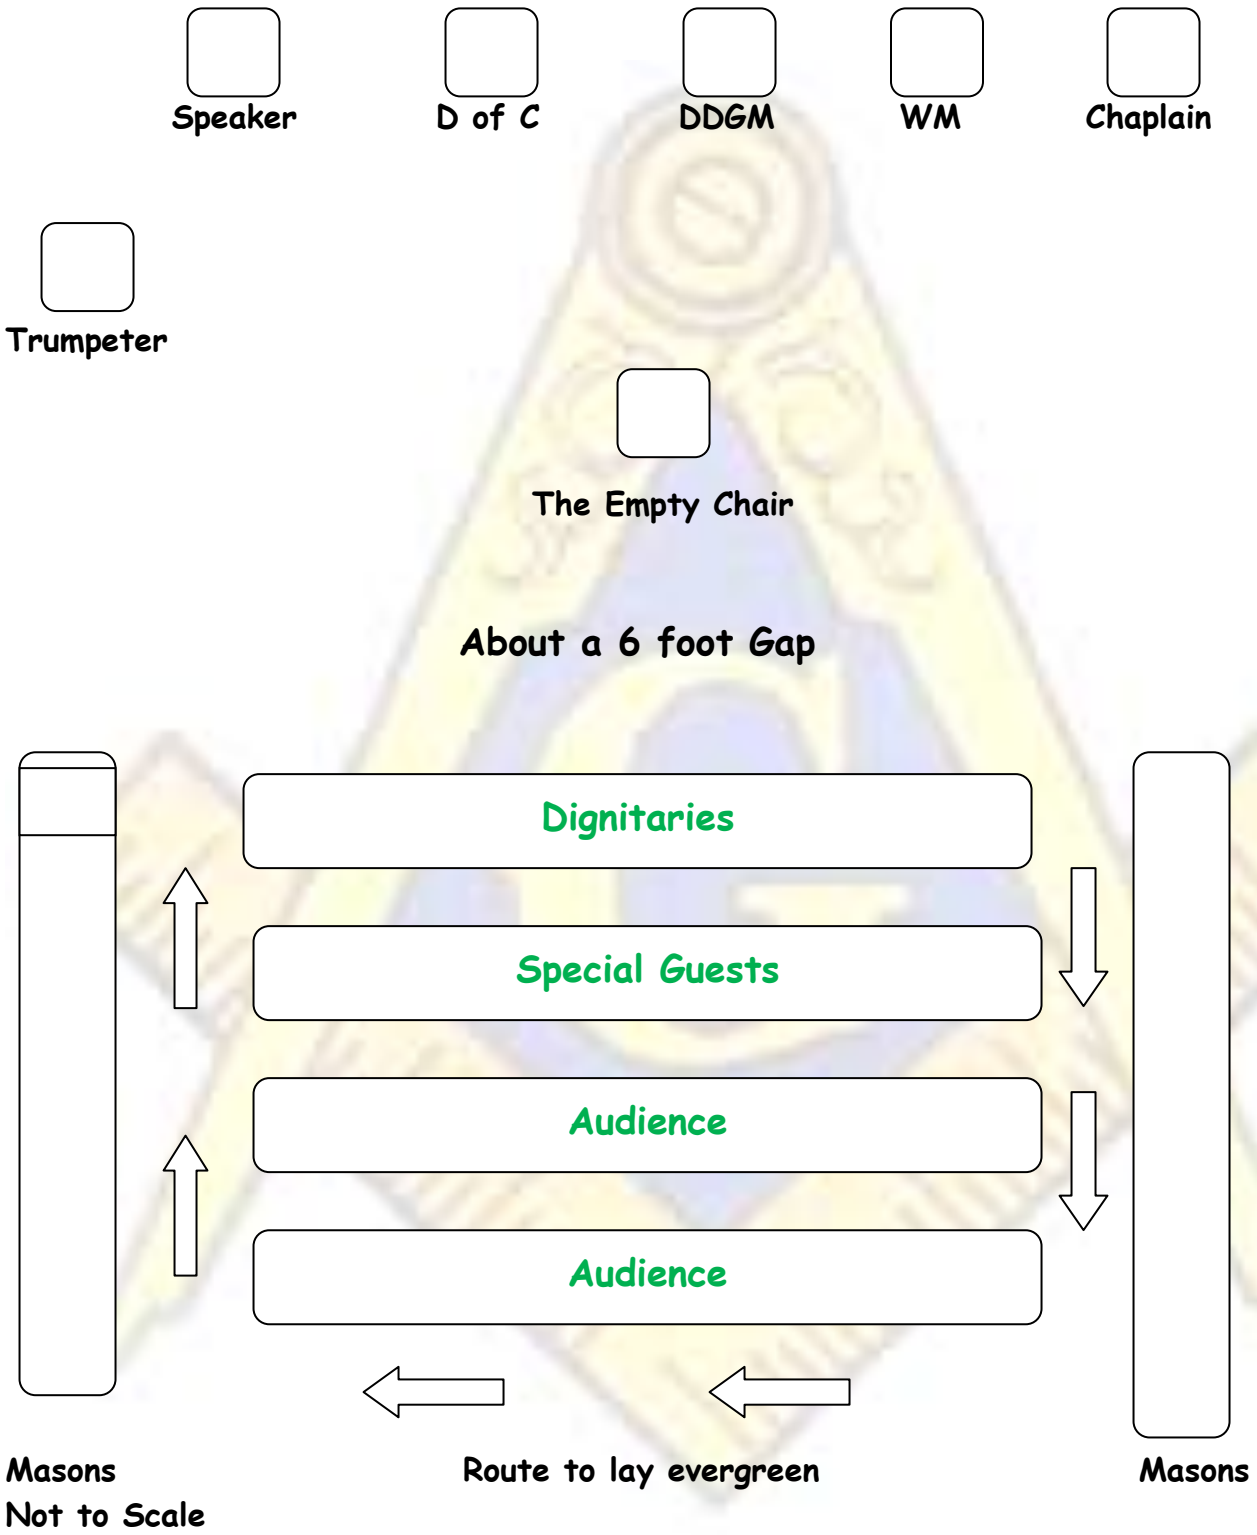 Speaker D of C DDGM WM Chaplain
Trumpeter
The Empty Chair
About a 6 foot Gap
Dignitaries
Special Guests
Audience
Audience
Masons Route to lay evergreen Masons
Not to Scale